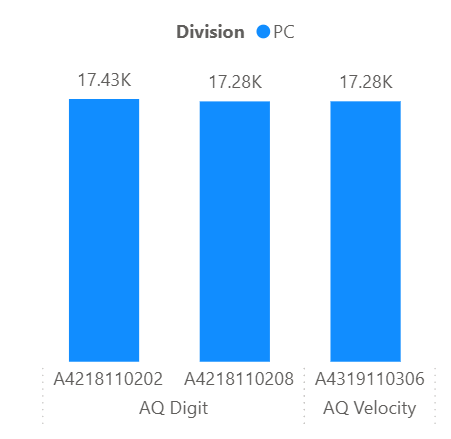 Division PC
17.43K 17.28K 17.28K
A4218110202 A4218110208 A4319110306
AQ Digit AQ Velocity